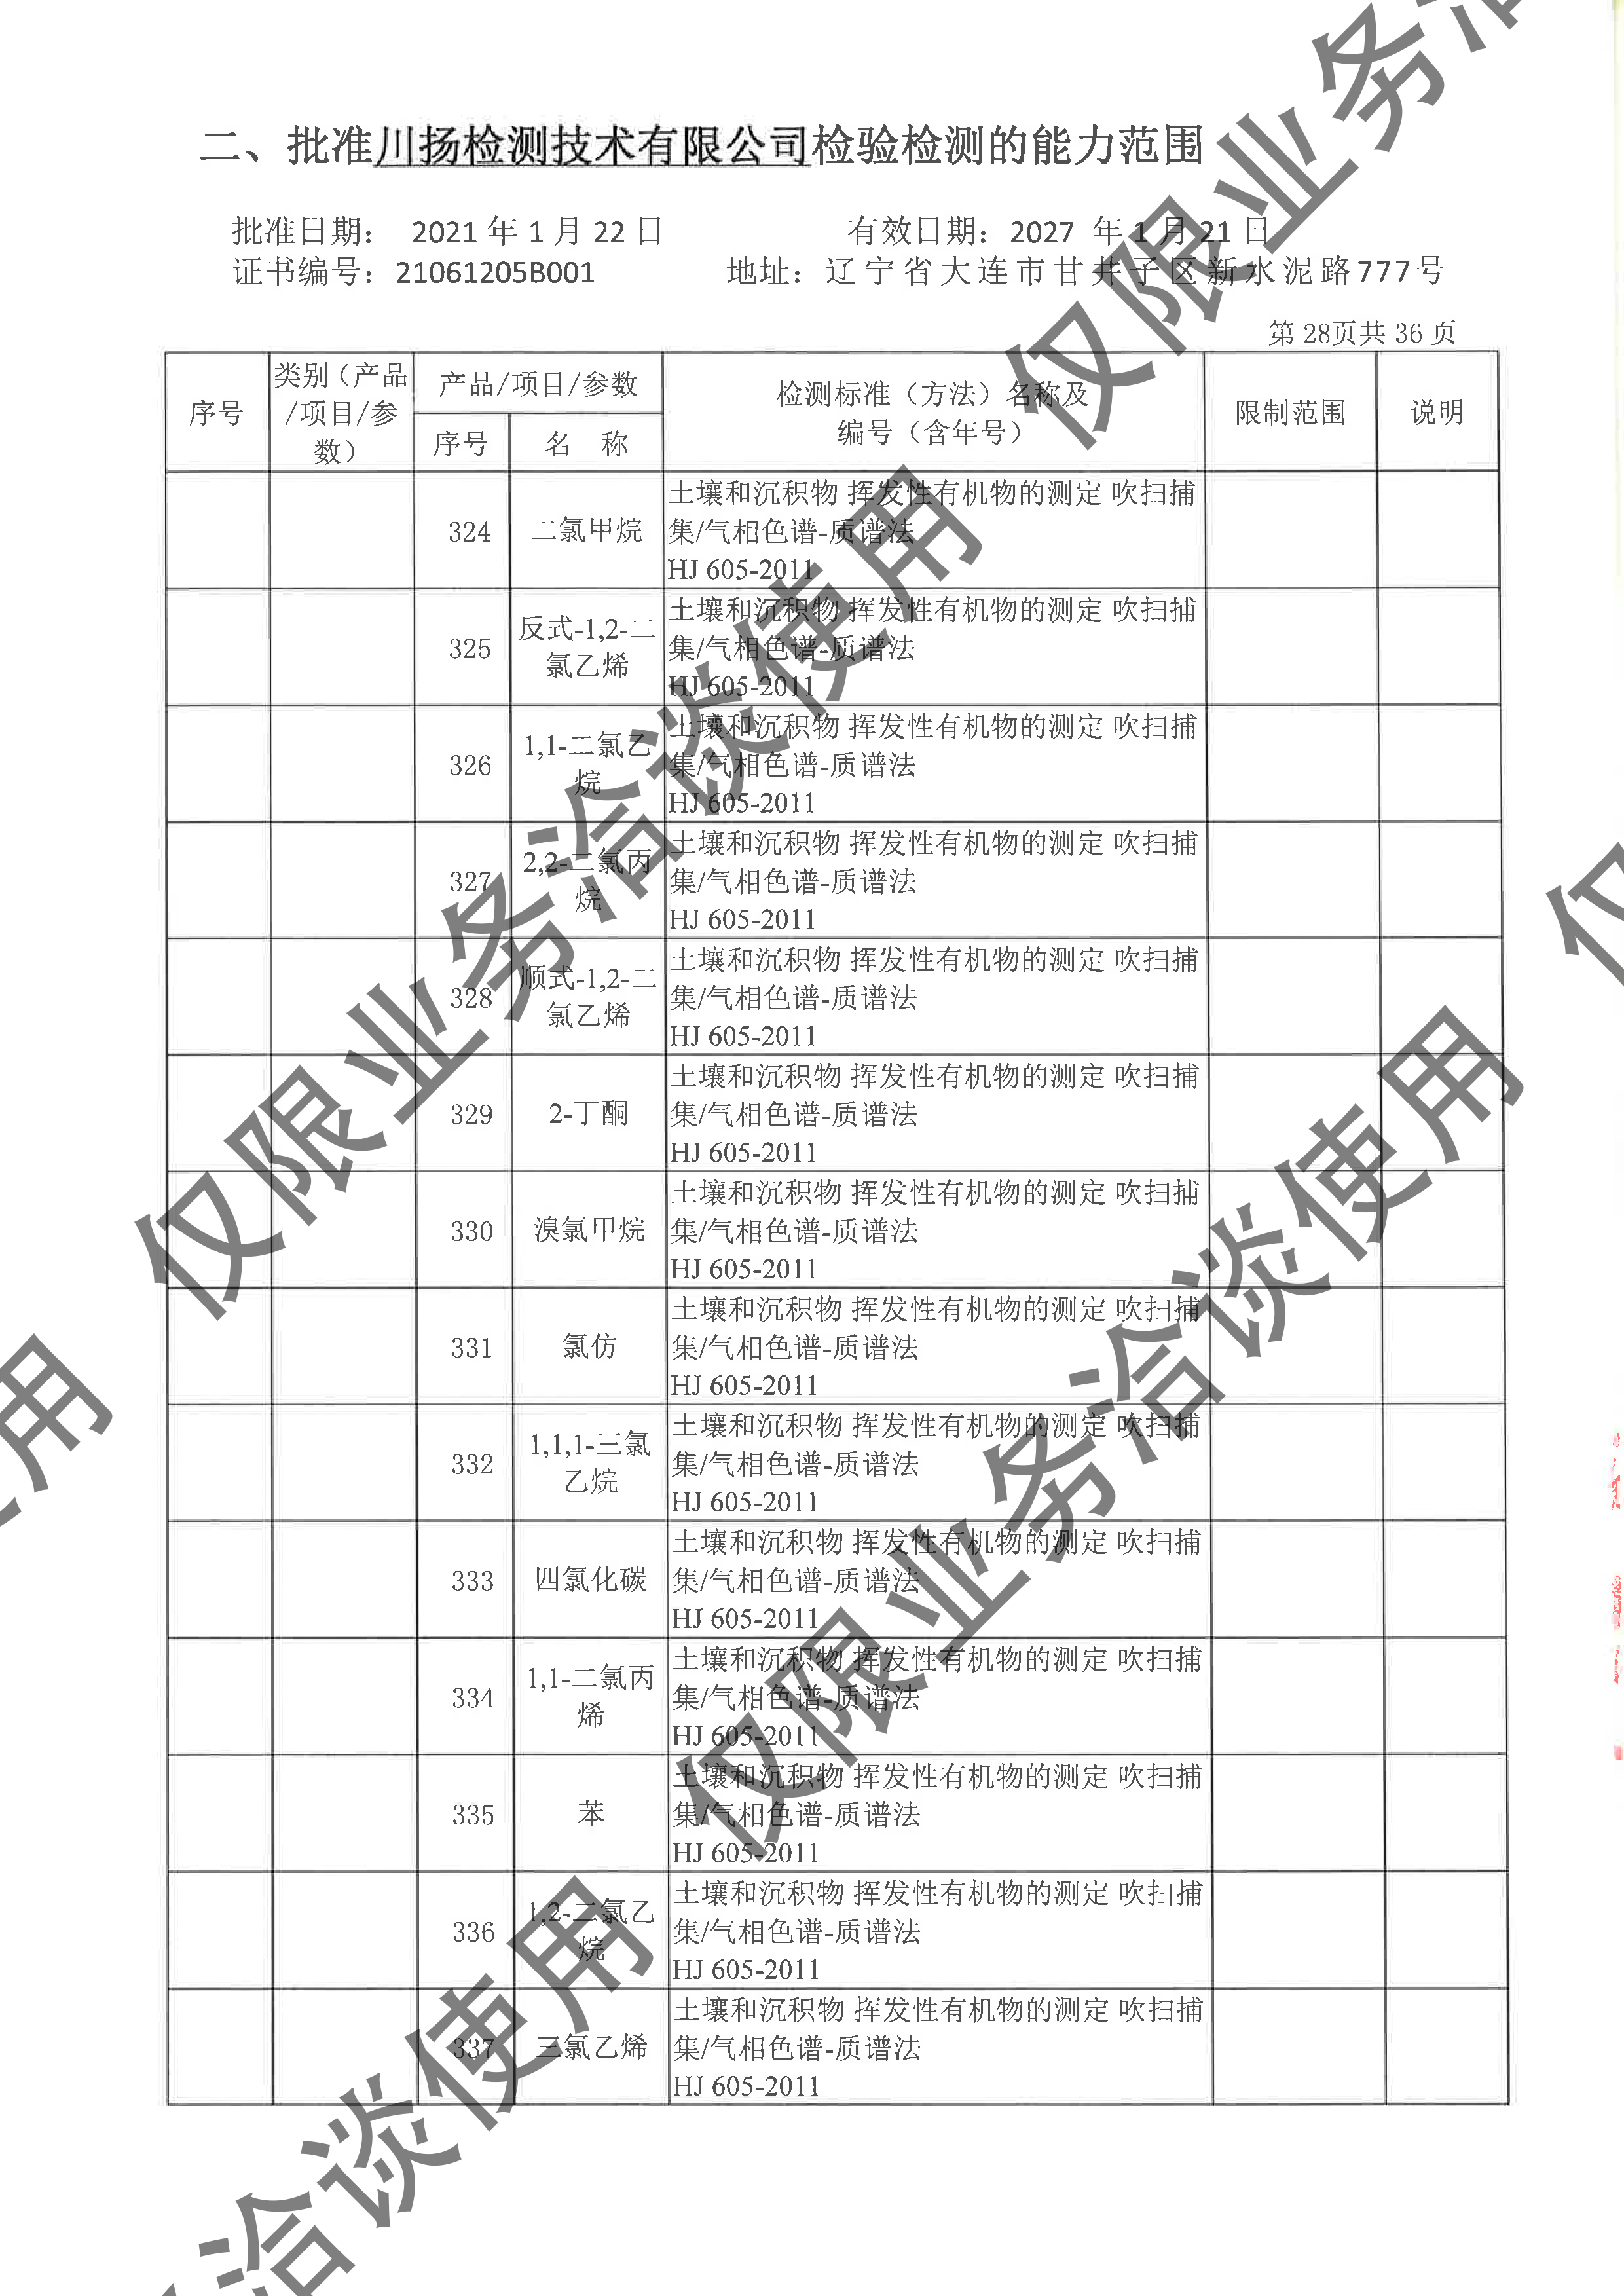 二、批准川扬检测技术有限公司检验检测的能力范围
批准日期： 2021 年 1 月 22 日 有效日期：2027 年 1 月 21 日
证书编号：21061205B001 地址：辽宁省大连市甘井子区新水泥路777号
第 28页共 36 页
序号
类别（产品
/项目/参
数）
产品/项目/参数
序号
名 称
检测标准（方法）名称及
编号（含年号）
限制范围
说明
324
二氯甲烷
土壤和沉积物 挥发性有机物的测定 吹扫捕
集/气相色谱-质谱法
HJ 605-2011
325
反式-1,2-二
氯乙烯
土壤和沉积物 挥发性有机物的测定 吹扫捕
集/气相色谱-质谱法
HJ 605-2011
326
1,1-二氯乙
烷
土壤和沉积物 挥发性有机物的测定 吹扫捕
集/气相色谱-质谱法
HJ 605-2011
327
2,2-二氯丙
烷
土壤和沉积物 挥发性有机物的测定 吹扫捕
集/气相色谱-质谱法
HJ 605-2011
328
顺式-1,2-二
氯乙烯
土壤和沉积物 挥发性有机物的测定 吹扫捕
集/气相色谱-质谱法
HJ 605-2011
329
2-丁酮
土壤和沉积物 挥发性有机物的测定 吹扫捕
集/气相色谱-质谱法
HJ 605-2011
330
溴氯甲烷
土壤和沉积物 挥发性有机物的测定 吹扫捕
集/气相色谱-质谱法
HJ 605-2011
331
氯仿
土壤和沉积物 挥发性有机物的测定 吹扫捕
集/气相色谱-质谱法
HJ 605-2011
332
1,1,1-三氯
乙烷
土壤和沉积物 挥发性有机物的测定 吹扫捕
集/气相色谱-质谱法
HJ 605-2011
333
四氯化碳
土壤和沉积物 挥发性有机物的测定 吹扫捕
集/气相色谱-质谱法
HJ 605-2011
334
1,1-二氯丙
烯
土壤和沉积物 挥发性有机物的测定 吹扫捕
集/气相色谱-质谱法
HJ 605-2011
335
苯
土壤和沉积物 挥发性有机物的测定 吹扫捕
集/气相色谱-质谱法
HJ 605-2011
336
1,2-二氯乙
烷
土壤和沉积物 挥发性有机物的测定 吹扫捕
集/气相色谱-质谱法
HJ 605-2011
337
三氯乙烯
土壤和沉积物 挥发性有机物的测定 吹扫捕
集/气相色谱-质谱法
HJ 605-2011
仅限业务洽
仅限业务洽谈使用
仅限业务洽谈使用
洽谈使用
使用
仅